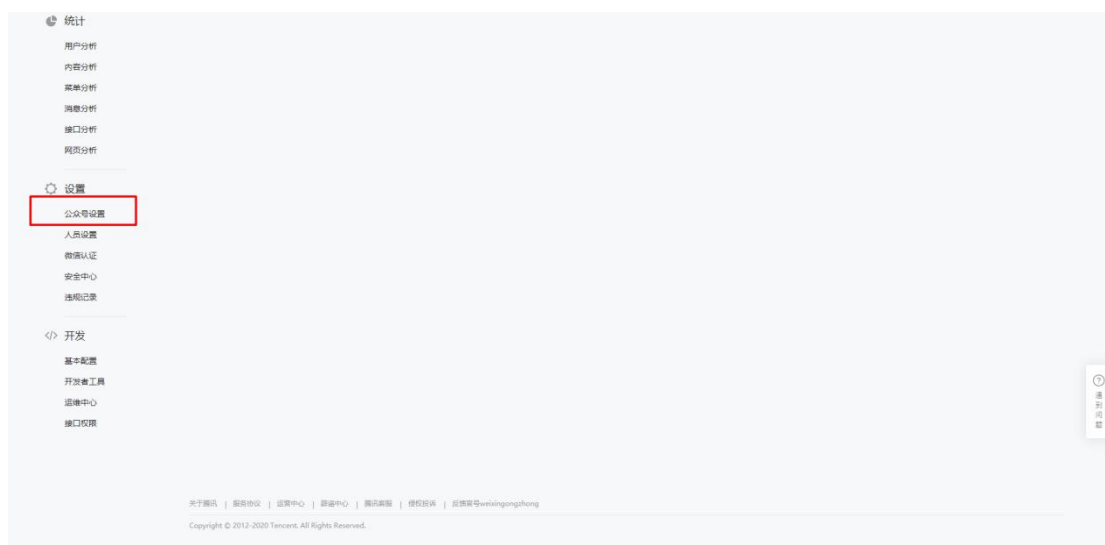 统计
用户分析
内容分析
菜单分析
消息分析
接口分析
网页分析
设置
公众号设置
人员设置
微信认证
安全中心
违规记录
</> 开发
基本配置
开发者工具
运维中心
接口权限
?
遇到问题
关于腾讯 | 服务协议 | 运营中心 | 辟谣中心 | 腾讯客服 | 侵权投诉 | 反馈客号weixingongzhong
Copyright © 2012-2020 Tencent. All Rights Reserved.